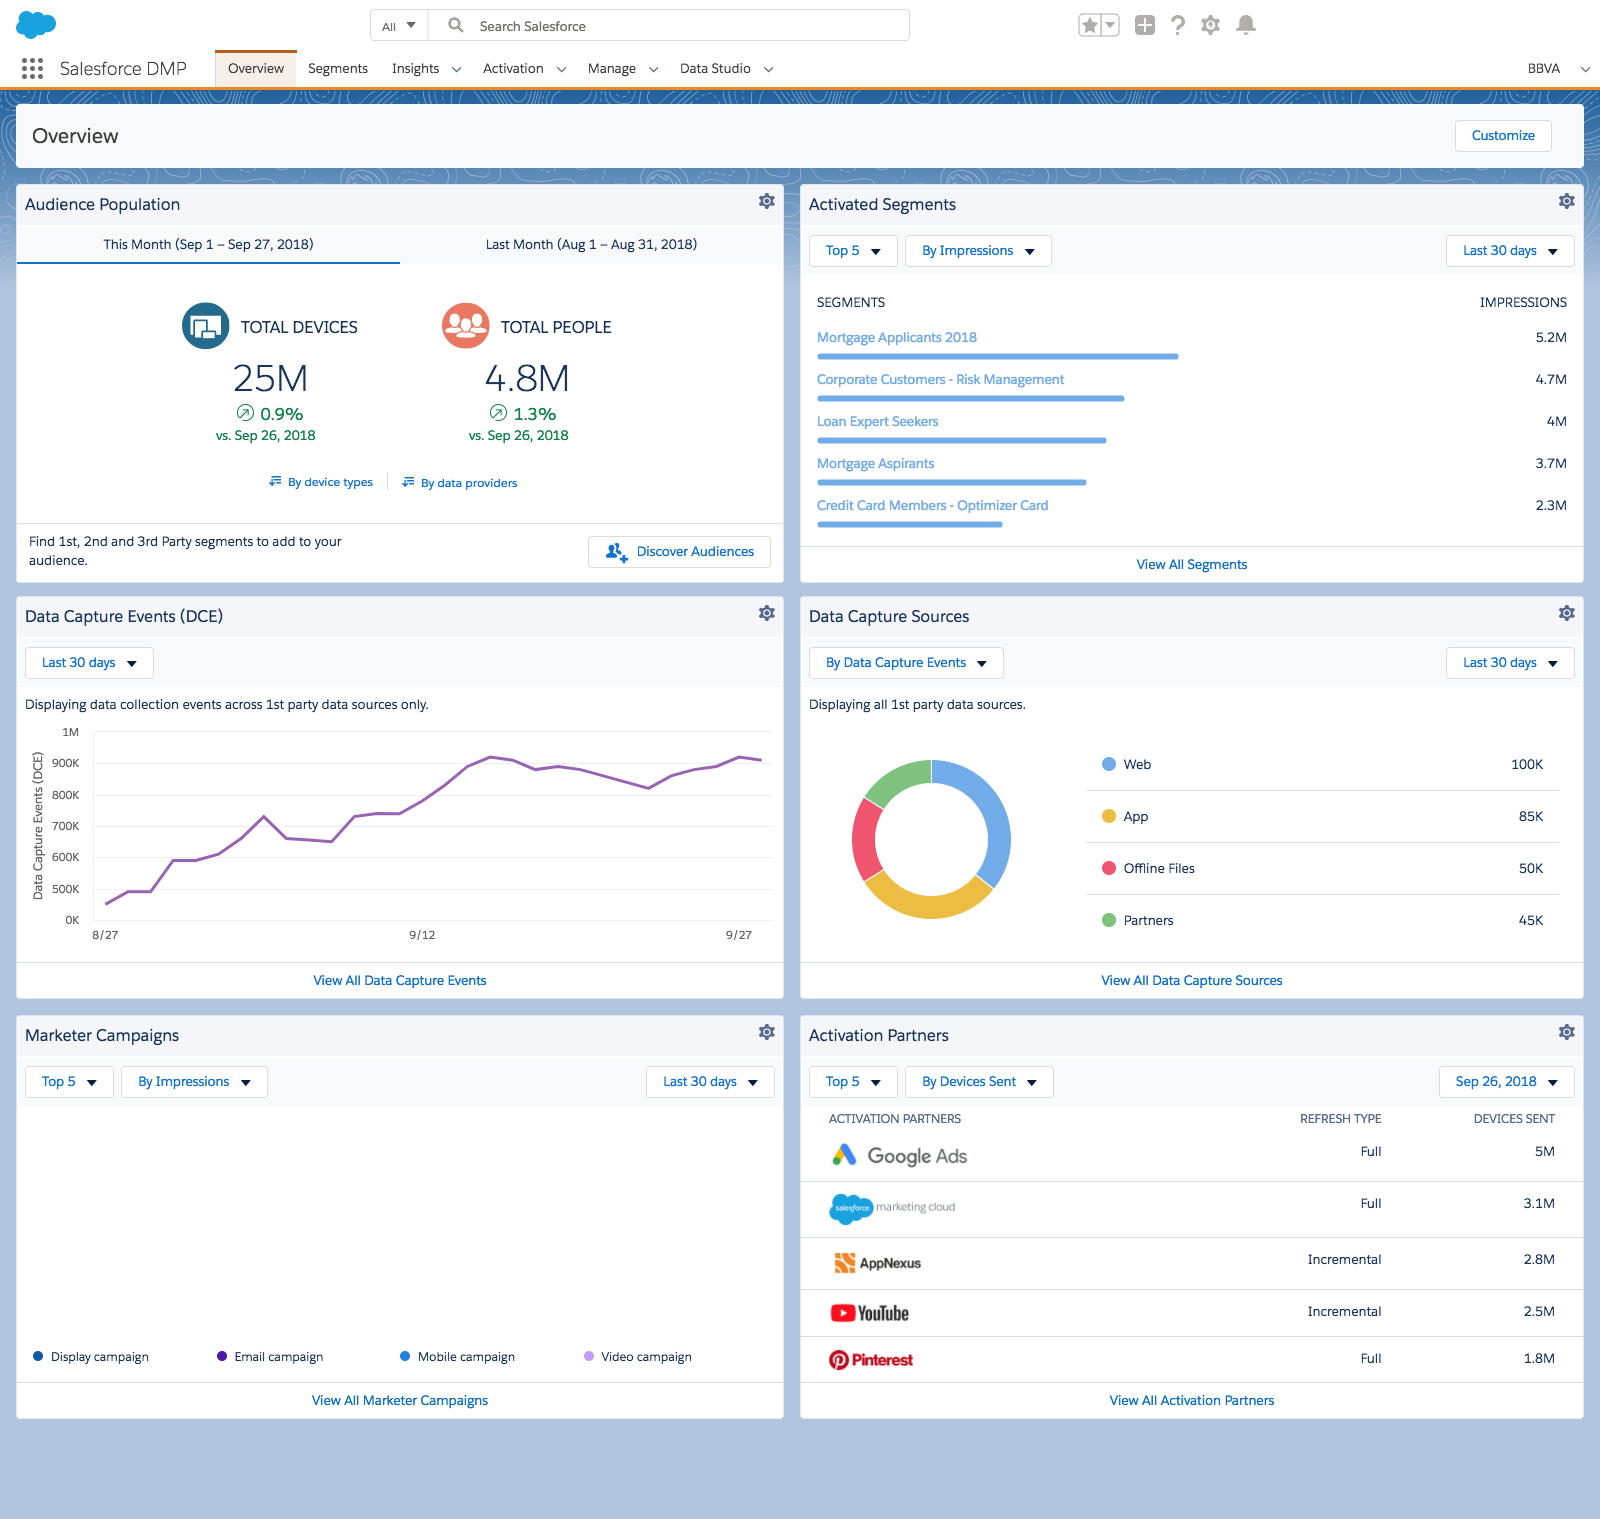 All
Search Salesforce
Salesforce DMP
Overview
Segments
Insights
Activation
Manage
Data Studio
BBVA
Overview
Customize
Audience Population
This Month (Sep 1 – Sep 27, 2018)
Last Month (Aug 1 – Aug 31, 2018)
TOTAL DEVICES
25M
0.9%
vs. Sep 26, 2018
TOTAL PEOPLE
4.8M
1.3%
vs. Sep 26, 2018
By device types
By data providers
Find 1st, 2nd and 3rd Party segments to add to your
audience.
Discover Audiences
Activated Segments
Top 5
By Impressions
Last 30 days
SEGMENTS
IMPRESSIONS
Mortgage Applicants 2018
5.2M
Corporate Customers - Risk Management
4.7M
Loan Expert Seekers
4M
Mortgage Aspirants
3.7M
Credit Card Members - Optimizer Card
2.3M
View All Segments
Data Capture Events (DCE)
Last 30 days
Displaying data collection events across 1st party data sources only.
Data Capture Events (DCE)
1M
900K
800K
700K
600K
500K
0K
8/27
9/12
9/27
View All Data Capture Events
Data Capture Sources
By Data Capture Events
Last 30 days
Displaying all 1st party data sources.
Web
100K
App
85K
Offline Files
50K
Partners
45K
View All Data Capture Sources
Marketer Campaigns
Top 5
By Impressions
Last 30 days
Display campaign
Email campaign
Mobile campaign
Video campaign
View All Marketer Campaigns
Activation Partners
Top 5
By Devices Sent
Sep 26, 2018
ACTIVATION PARTNERS
REFRESH TYPE
DEVICES SENT
Google Ads
Full
5M
salesforce marketing cloud
Full
3.1M
AppNexus
Incremental
2.8M
YouTube
Incremental
2.5M
Pinterest
Full
1.8M
View All Activation Partners